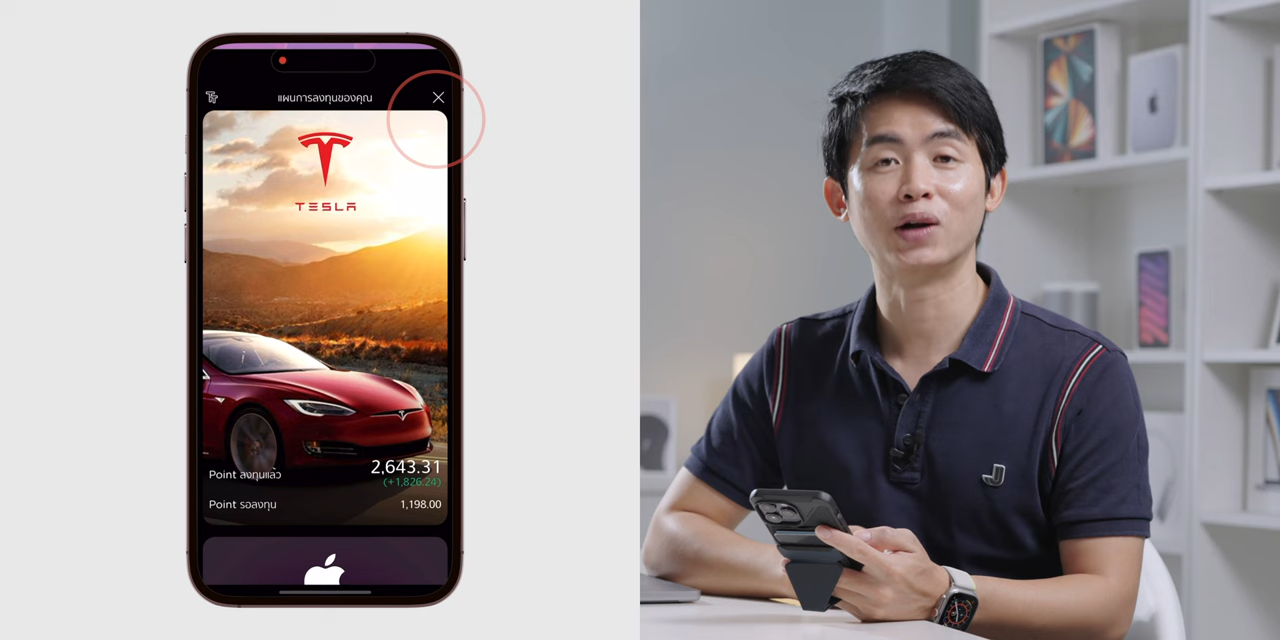 แผนการลงทุนของคุณ
TESLA
Point ลงทุนแล้ว 2,643.31
(+1,826.24)
Point รอลงทุน 1,198.00